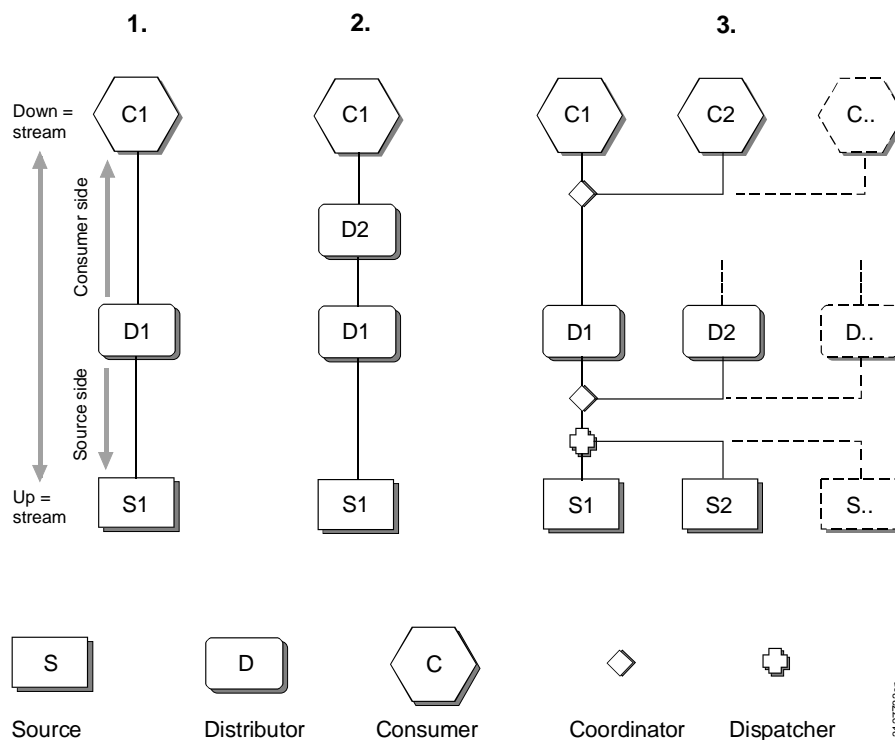 1.
2.
3.
Down =
stream
C1
C1
C1
C2
C..
Consumer side
D2
D1
D1
D1
D2
D..
Source side
Up =
stream
S1
S1
S1
S2
S..
S
D
C
Source
Distributor
Consumer
Coordinator
Dispatcher